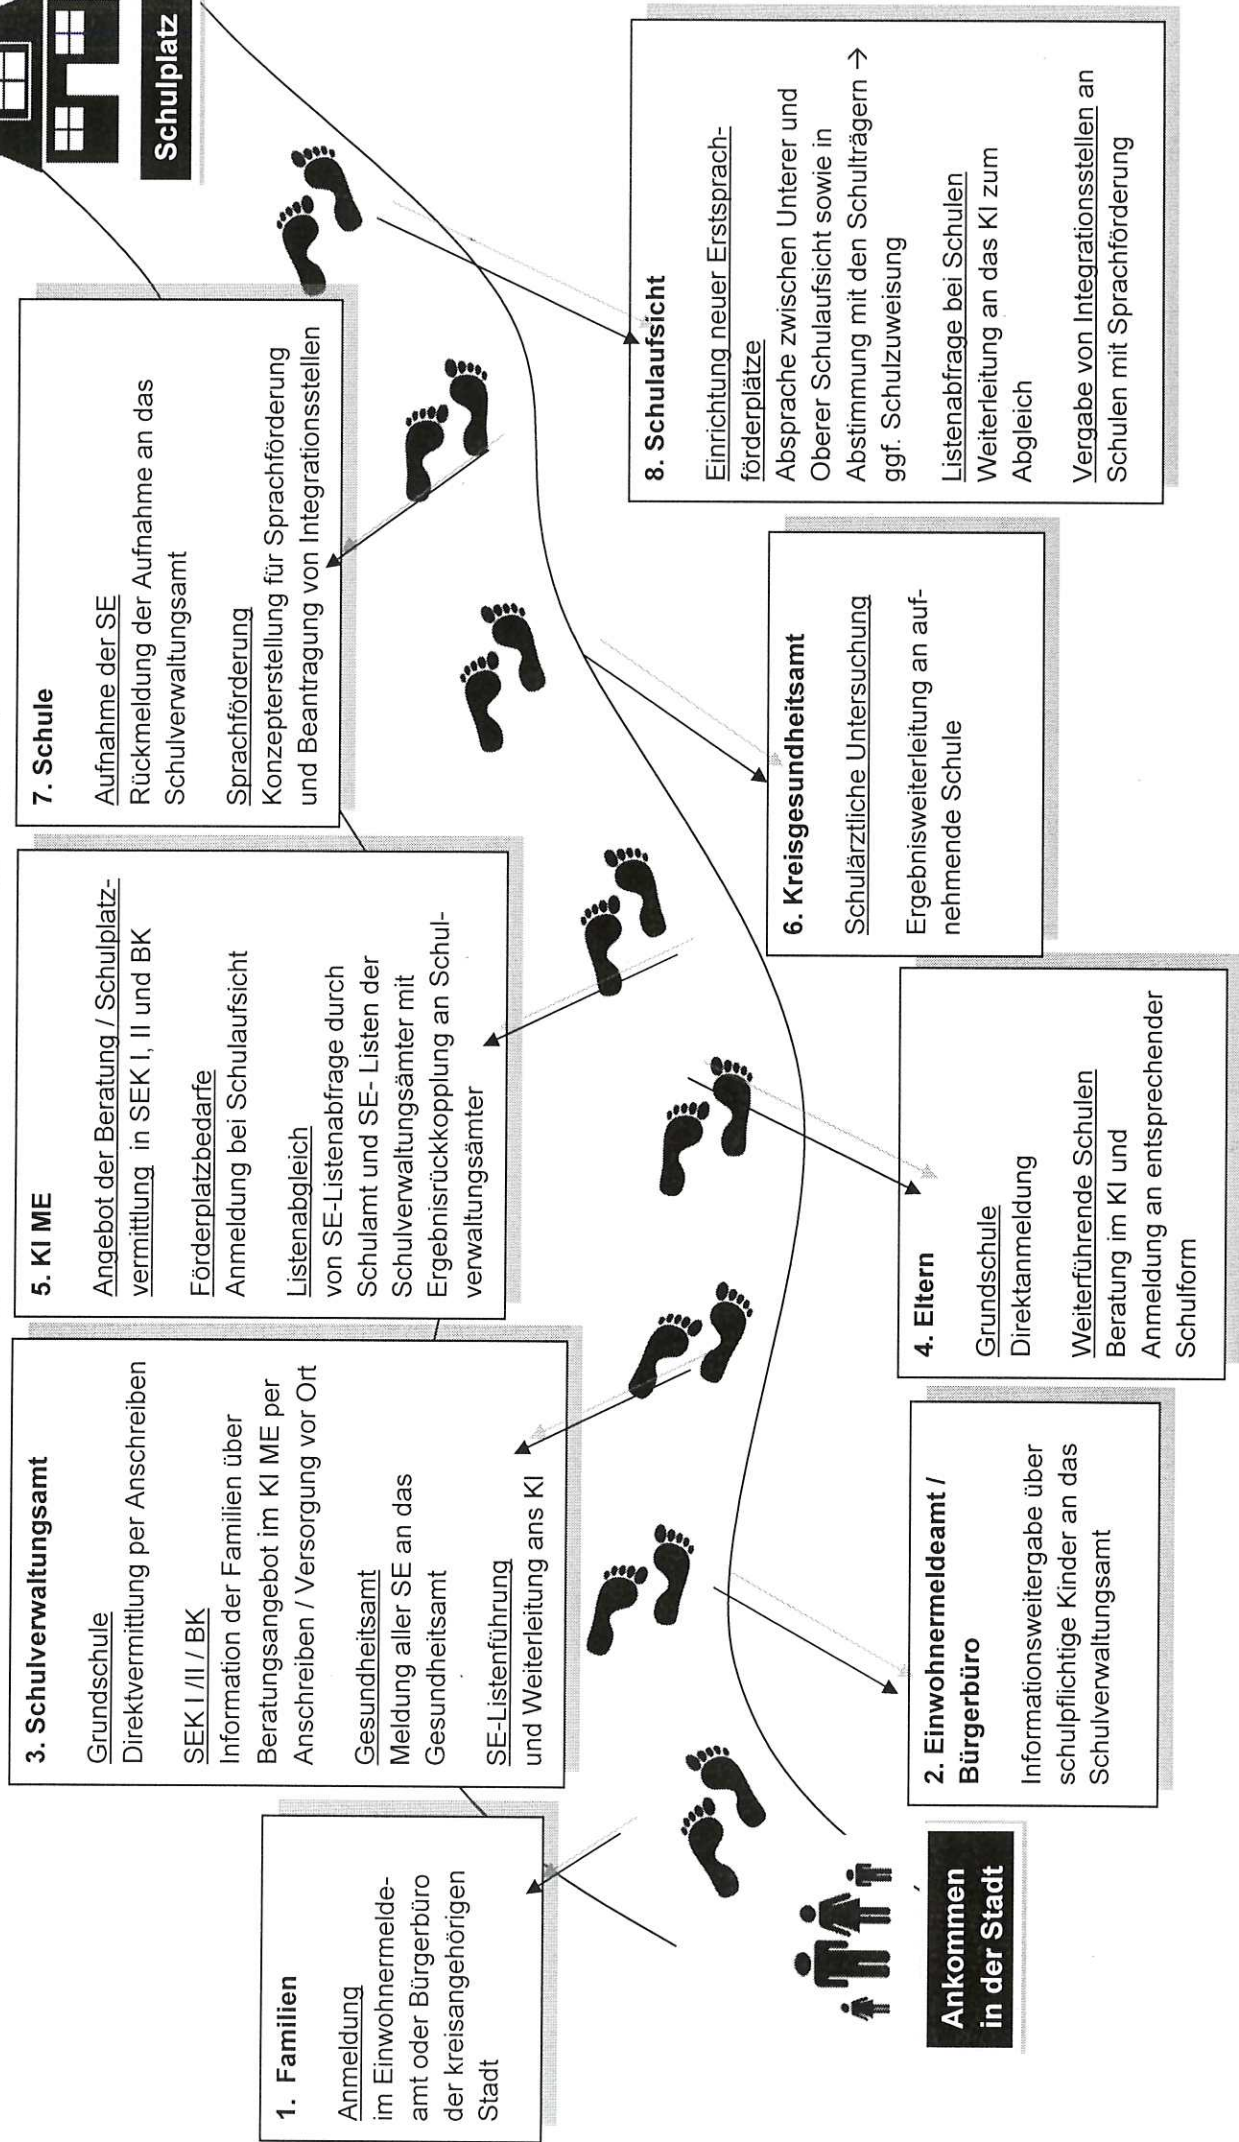 Schulplatz
1. Familien
Anmeldung
im Einwohnermelde-
amt oder Bürgerbüro
der kreisangehörigen
Stadt
Ankommen
in der Stadt
2. Einwohnermeldeamt /
Bürgerbüro
Informationsweitergabe über
schulpflichtige Kinder an das
Schulverwaltungsamt
3. Schulverwaltungsamt
Grundschule
Direktvermittlung per Anschreiben
SEK I /II / BK
Information der Familien über
Beratungsangebot im KI ME per
Anschreiben / Versorgung vor Ort
Gesundheitsamt
Meldung aller SE an das
Gesundheitsamt
SE-Listenführung
und Weiterleitung ans KI
4. Eltern
Grundschule
Direktanmeldung
Weiterführende Schulen
Beratung im KI und
Anmeldung an entsprechender
Schulform
5. KI ME
Angebot der Beratung / Schulplatz-
vermittlung in SEK I, II und BK
Förderplatzbedarfe
Anmeldung bei Schulaufsicht
Listenabgleich
von SE-Listenabfrage durch
Schulamt und SE- Listen der
Schulverwaltungsämter mit
Ergebnisrückkopplung an Schul-
verwaltungsämter
6. Kreisgesundheitsamt
Schulärztliche Untersuchung
Ergebnisweiterleitung an auf-
nehmende Schule
7. Schule
Aufnahme der SE
Rückmeldung der Aufnahme an das
Schulverwaltungsamt
Sprachförderung
Konzepterstellung für Sprachförderung
und Beantragung von Integrationsstellen
8. Schulaufsicht
Einrichtung neuer Erstsprach-
förderplätze
Absprache zwischen Unterer und
Oberer Schulaufsicht sowie in
Abstimmung mit den Schulträgern →
ggf. Schulzuweisung
Listenabfrage bei Schulen
Weiterleitung an das KI zum
Abgleich
Vergabe von Integrationsstellen an
Schulen mit Sprachförderung